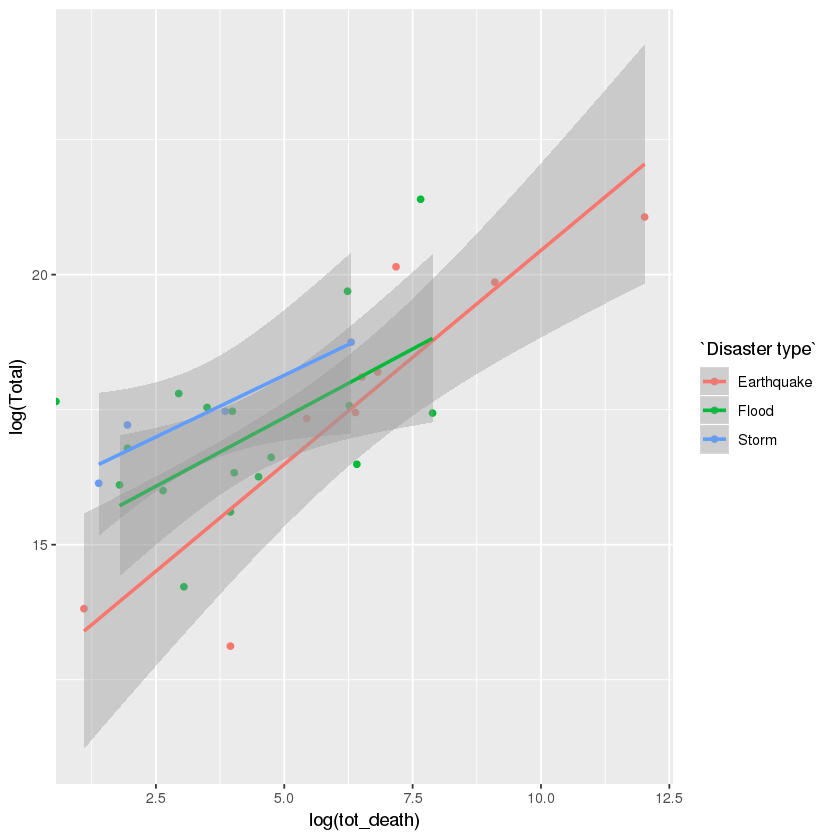 20
15
log(Total)
2.5 5.0 7.5 10.0 12.5
log(tot_death)
`Disaster type`
Earthquake
Flood
Storm